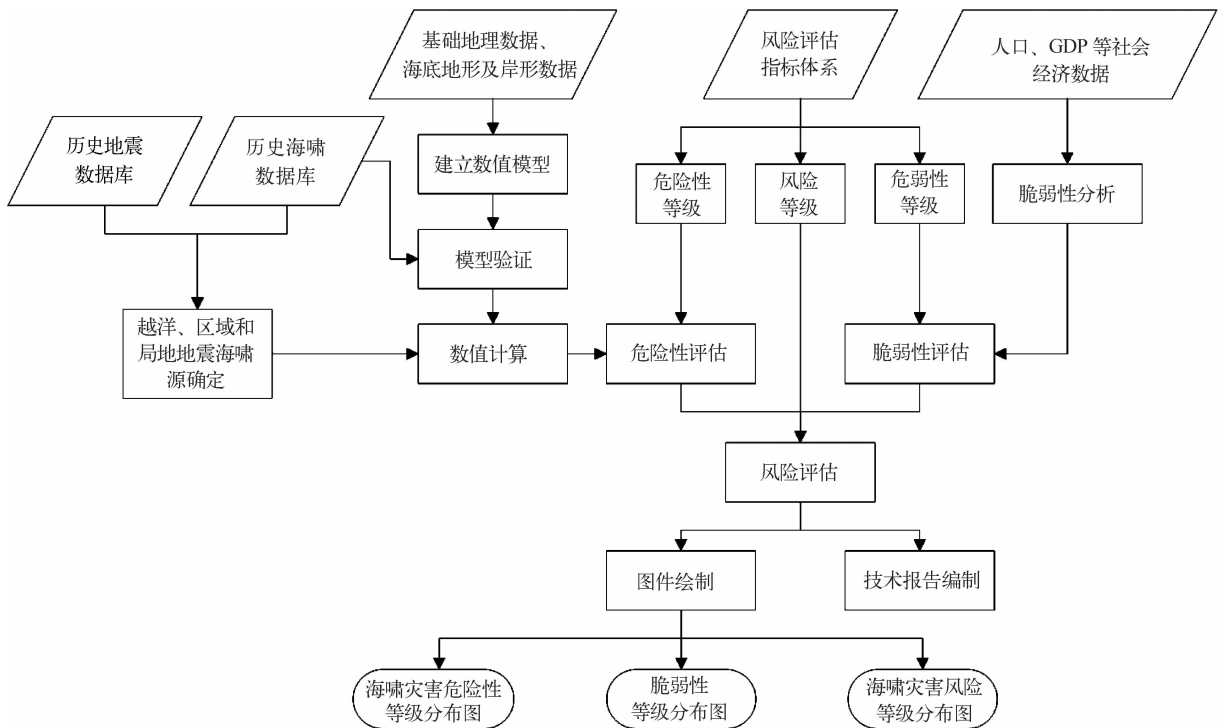 基础地理数据、
海底地形及岸形数据
风险评估
指标体系
人口、GDP 等社会
经济数据
历史地震
数据库
历史海啸
数据库
建立数值模型
危险性
等级
风险
等级
危弱性
等级
脆弱性分析
模型验证
越洋、区域和
局地地震海啸
源确定
数值计算
危险性评估
脆弱性评估
风险评估
图件绘制
技术报告编制
海啸灾害危险性
等级分布图
脆弱性
等级分布图
海啸灾害风险
等级分布图